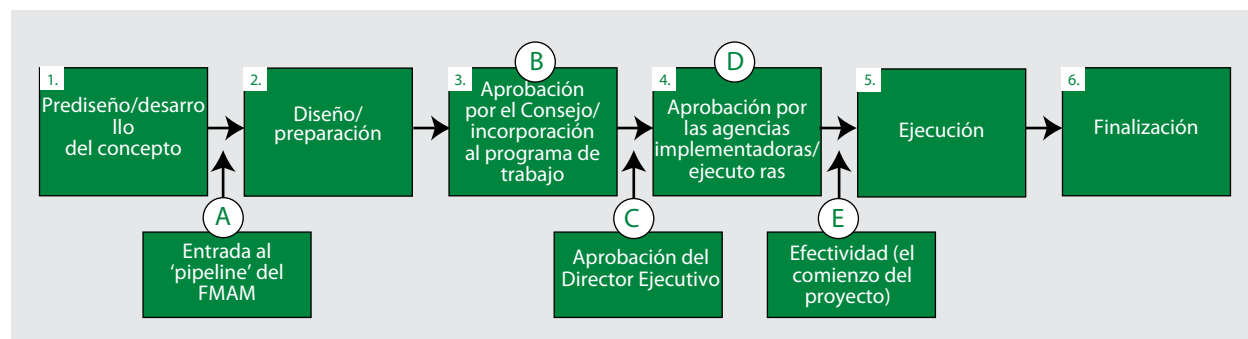 1.
Prediseño/desarro
llo
del concepto
2.
Diseño/
preparación
B
3.
Aprobación
por el Consejo/
incorporación
al programa de
trabajo
D
4.
Aprobación por
las agencias
implementadoras/
ejecuto ras
5.
Ejecución
6.
Finalización
A
Entrada al
‘pipeline’ del
FMAM
C
Aprobación del
Director Ejecutivo
E
Efectividad (el
comienzo del
proyecto)